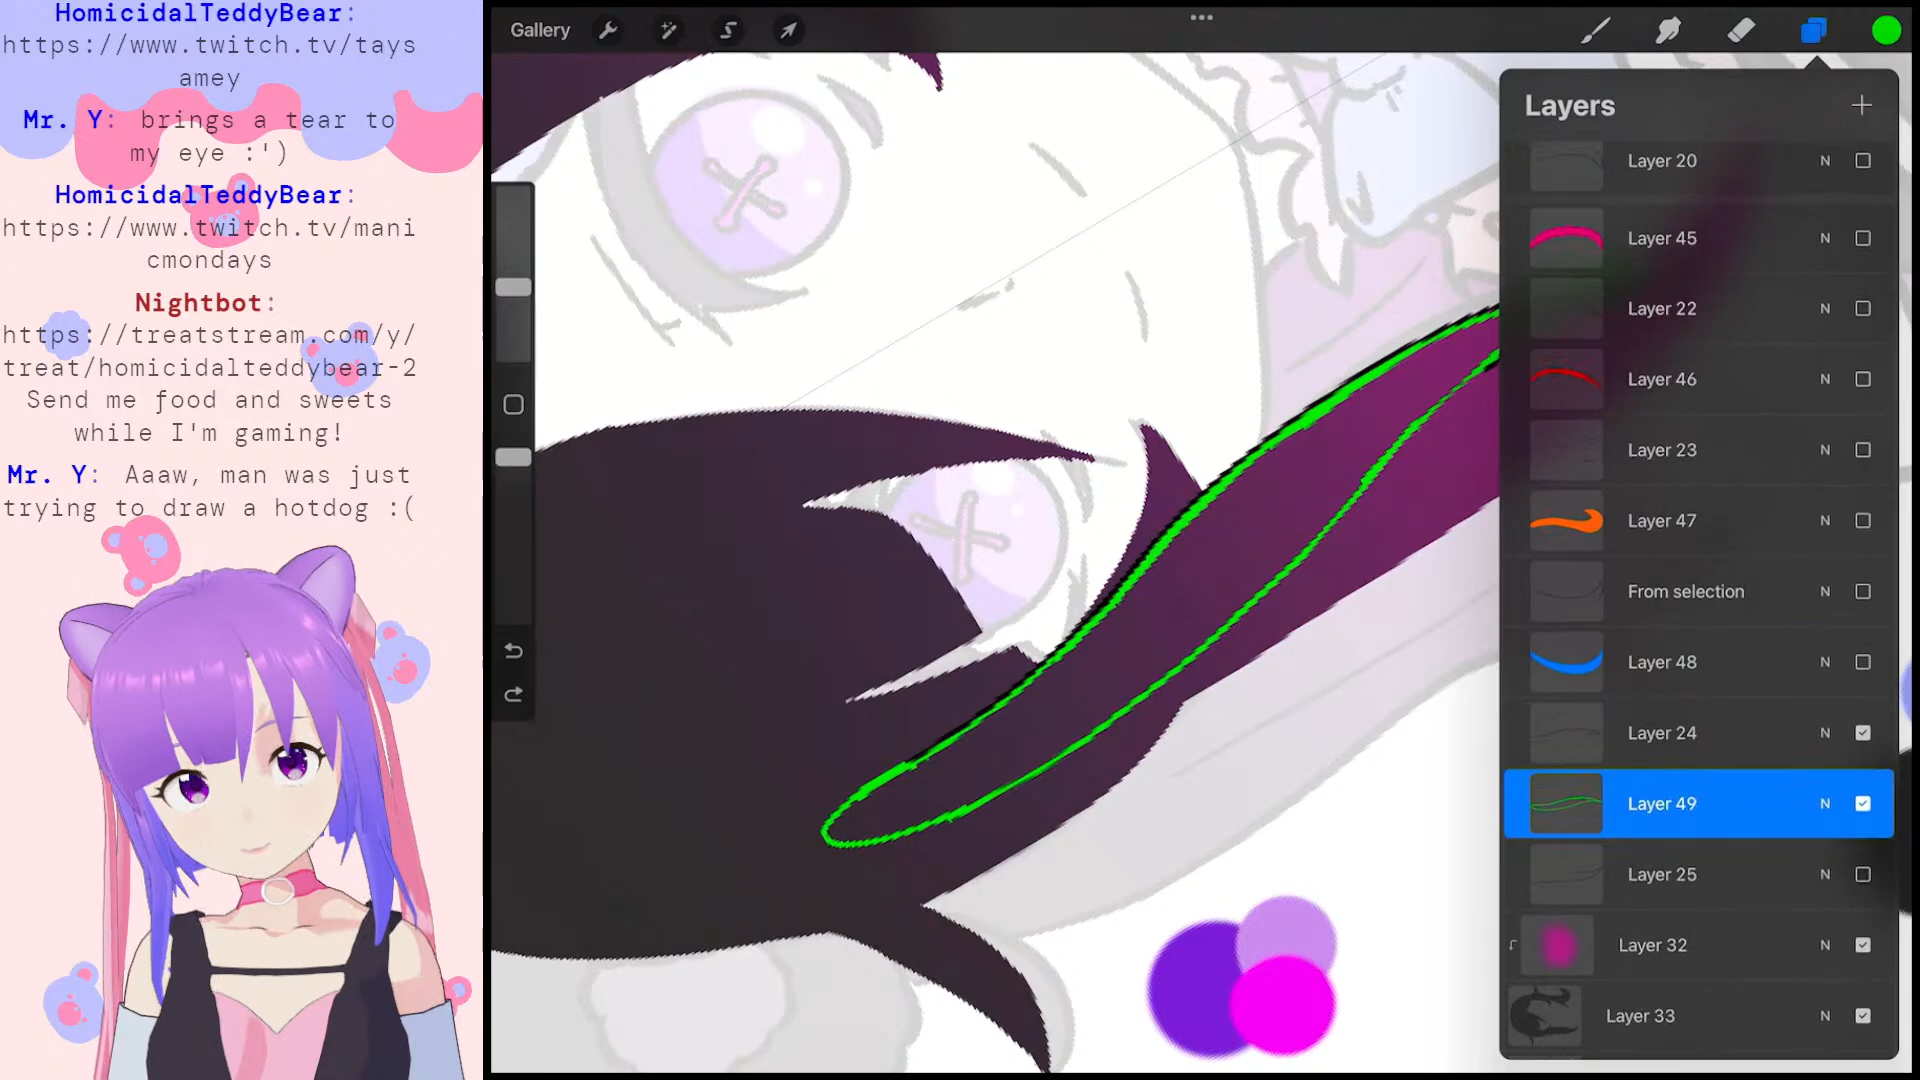 HomicidalTeddyBear:
https://www.twitch.tv/tays
amey
Mr. Y: brings a tear to
my eye :')
HomicidalTeddyBear:
https://www.twitch.tv/mani
cmondays
Nightbot:
https://treatstream.com/y/
treat/homicidalteddybear-2
Send me food and sweets
while I'm gaming!
Mr. Y: Aaaw, man was just
trying to draw a hotdog :(
Gallery
Layers
Layer 20 N
Layer 45 N
Layer 22 N
Layer 46 N
Layer 23 N
Layer 47 N
From selection N
Layer 48 N
Layer 24 N
Layer 49 N
Layer 25 N
Layer 32 N
Layer 33 N